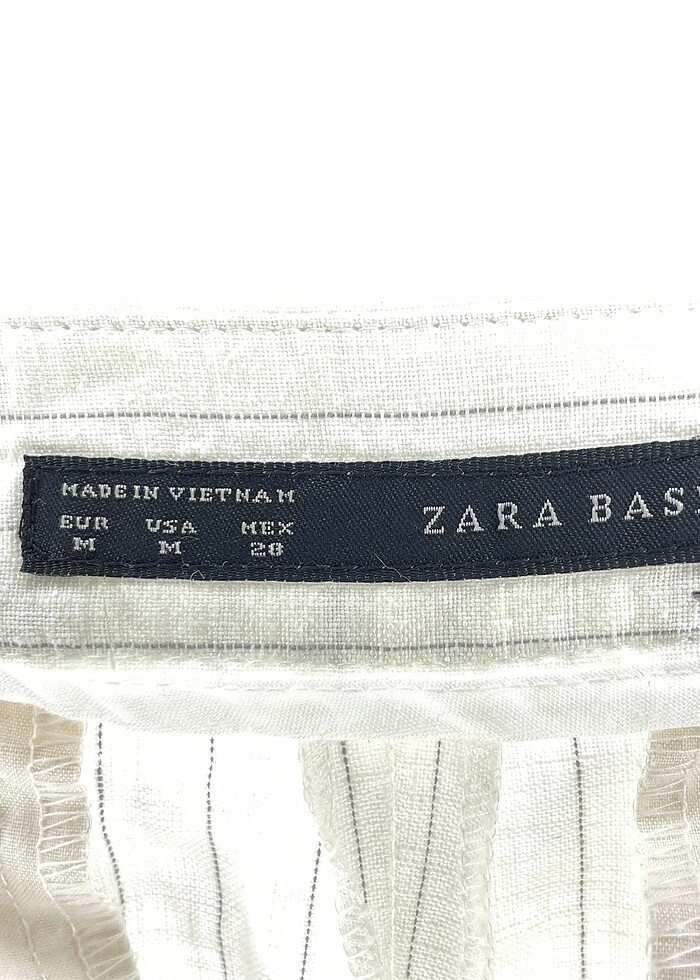 MADE IN VIETNAM
EUR USA MEX
M M 28
ZARA BAS